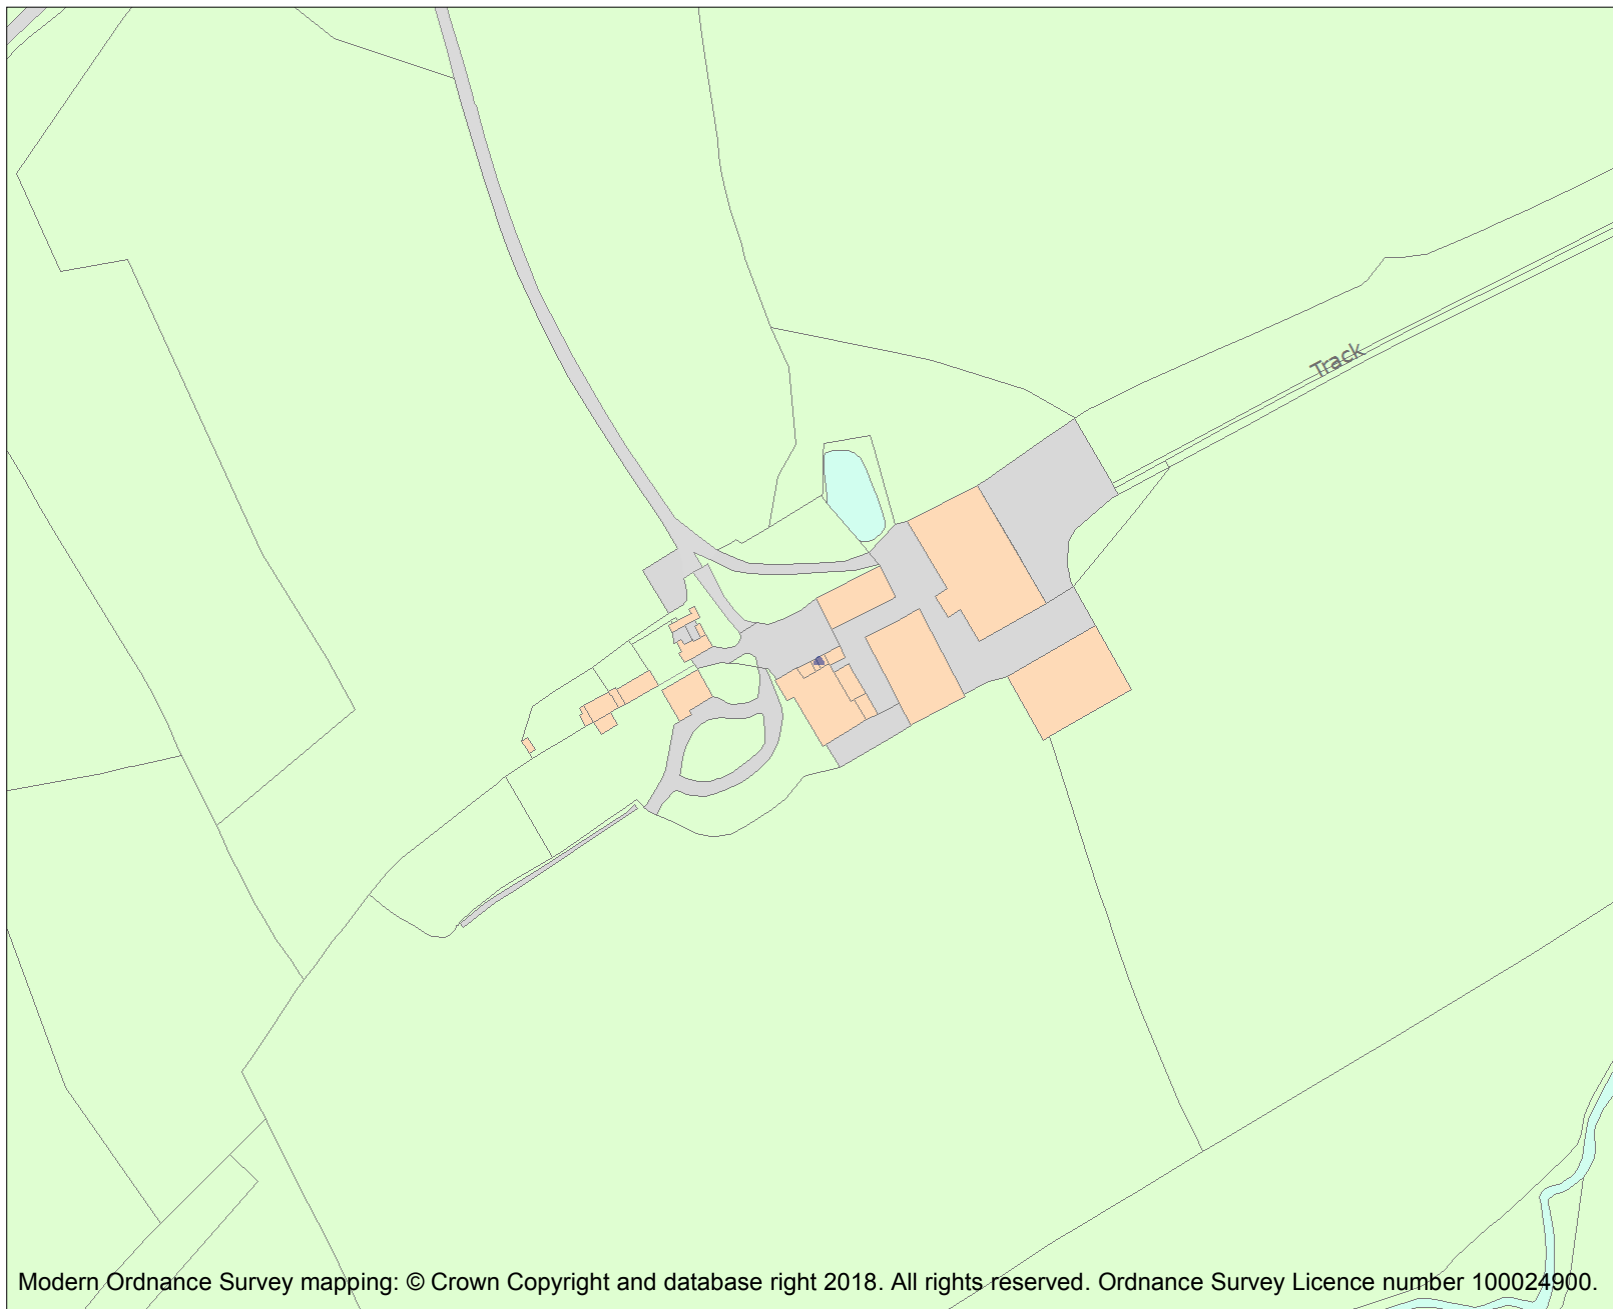 Track
Modern Ordnance Survey mapping: © Crown Copyright and database right 2018. All rights reserved. Ordnance Survey Licence number 100024900.